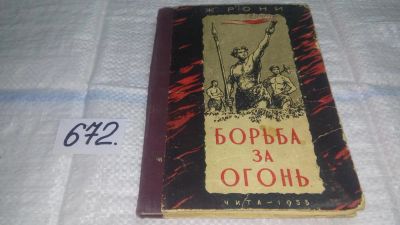 Ж. РОНИ
БОРЬБА
ЗА
ОГОНЬ
ЧИТА - 1955
672.